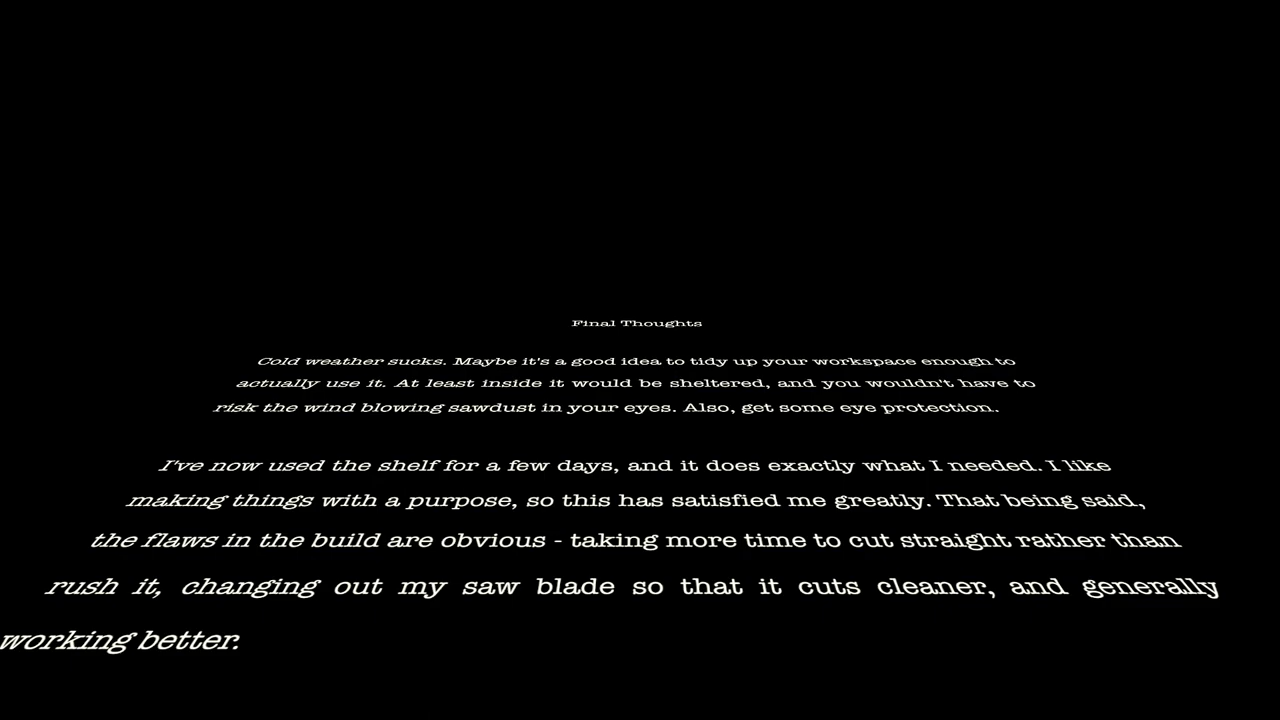 Final Thoughts
Cold weather sucks. Maybe it's a good idea to tidy up your workspace enough to
actually use it. At least inside it would be sheltered, and you wouldn't have to
risk the wind blowing sawdust in your eyes. Also, get some eye protection.
I've now used the shelf for a few days, and it does exactly what I needed. I like
making things with a purpose, so this has satisfied me greatly. That being said,
the flaws in the build are obvious - taking more time to cut straight rather than
rush it, changing out my saw blade so that it cuts cleaner, and generally
working better.